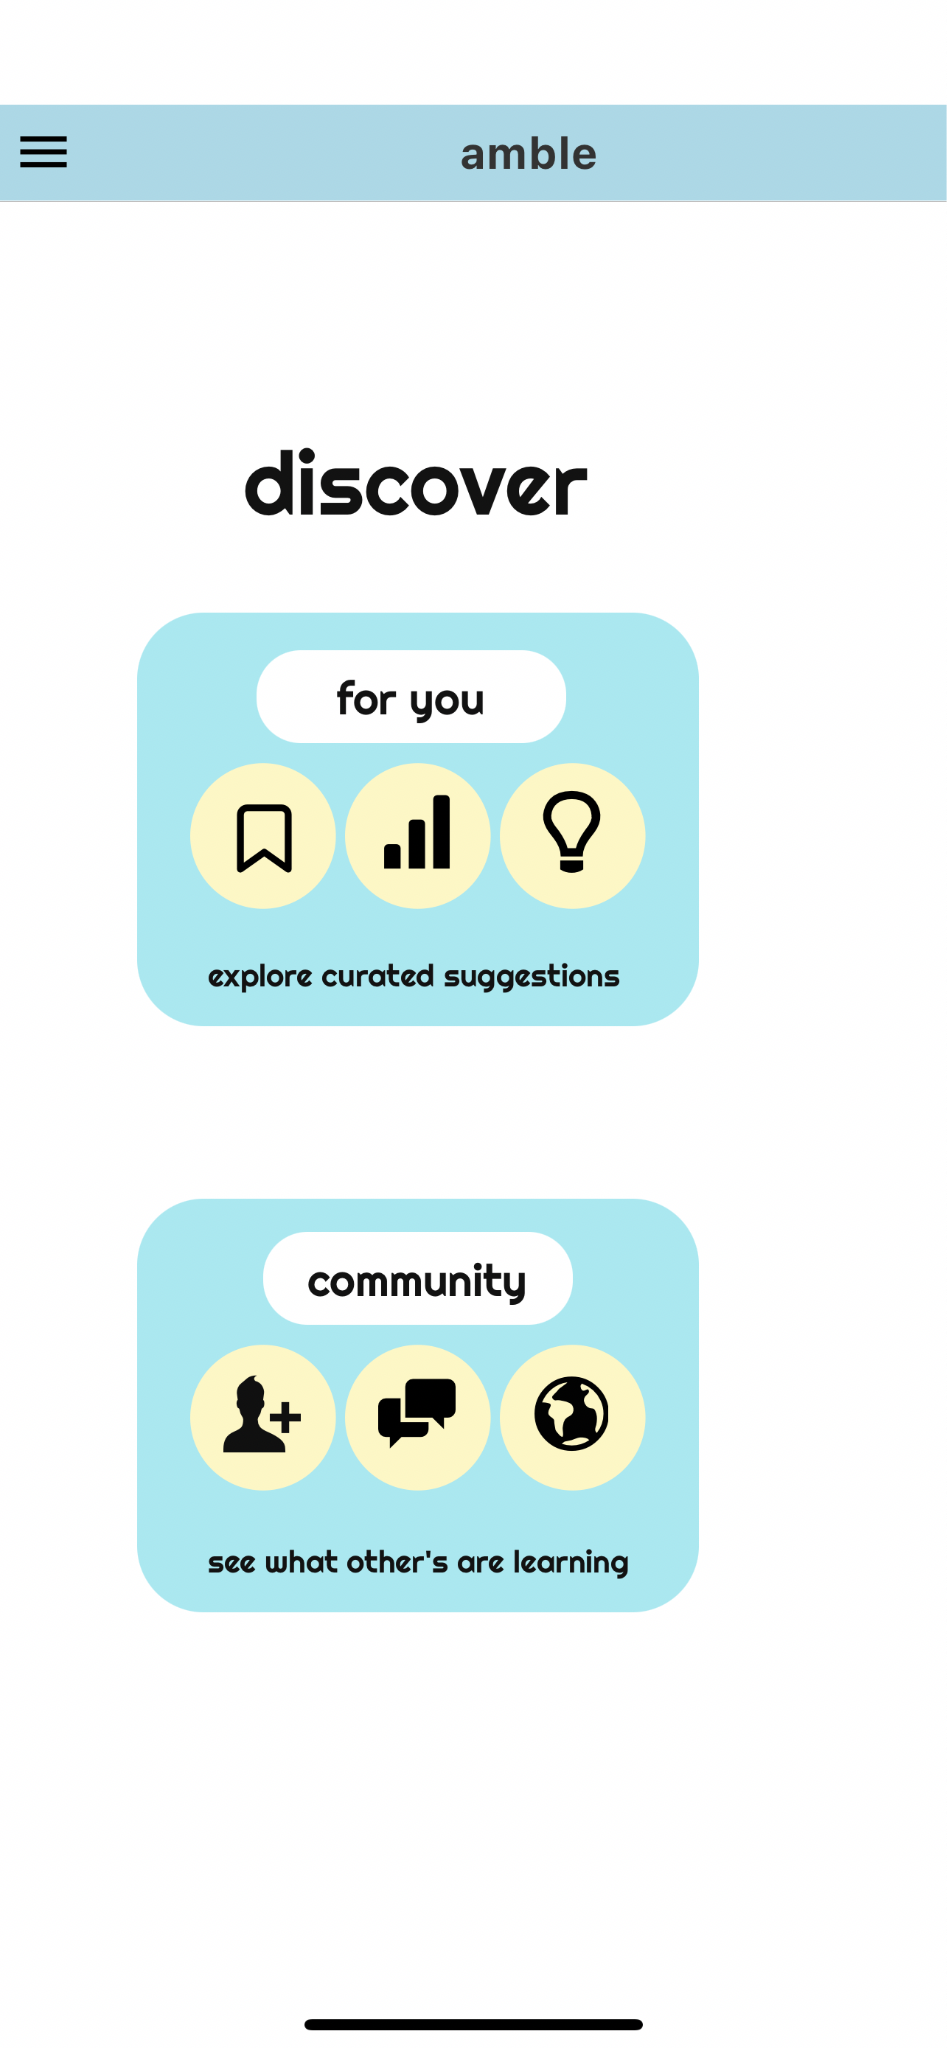 amble
discover
for you
explore curated suggestions
community
see what other's are learning